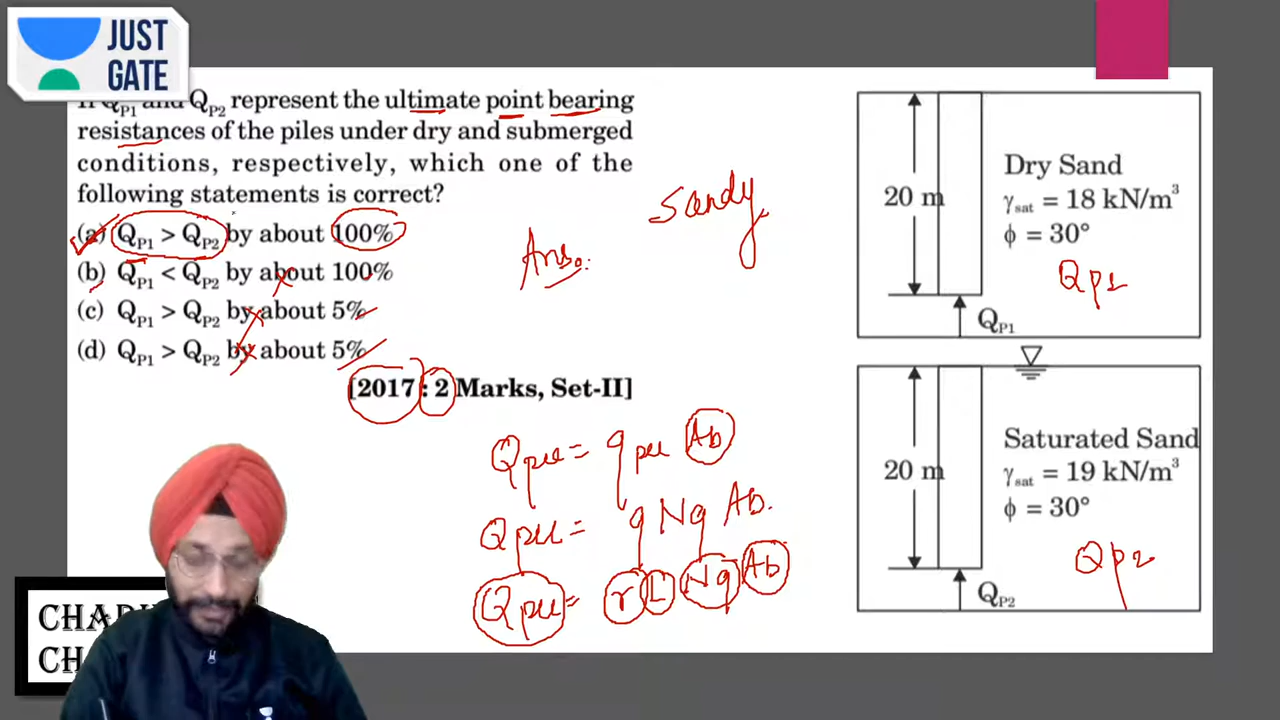 JUST
GATE
If Q_P1 and Q_P2 represent the ultimate point bearing
resistances of the piles under dry and submerged
conditions, respectively, which one of the
following statements is correct?
(a) Q_P1 > Q_P2 by about 100%
(b) Q_P1 < Q_P2 by about 100%
(c) Q_P1 > Q_P2 by about 5%
(d) Q_P1 > Q_P2 by about 5%
[2017 : 2 Marks, Set-II]
Sandy
Ans.:
Qpu = qpu Ab
Qpu = q Nq Ab.
Qpu = r L Nq Ab
20 m
Dry Sand
γsat = 18 kN/m³
ϕ = 30°
Qp1
Q_P1
20 m
Saturated Sand
γsat = 19 kN/m³
ϕ = 30°
Qp2
Q_P2